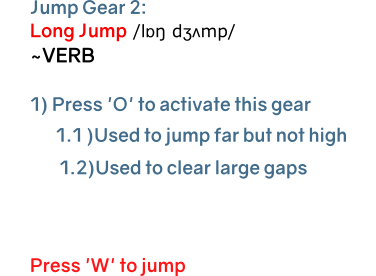 Jump Gear 2:
Long Jump /lɒŋ dʒʌmp/
~VERB
1) Press 'O' to activate this gear
1.1 )Used to jump far but not high
1.2)Used to clear large gaps
Press 'W' to jump